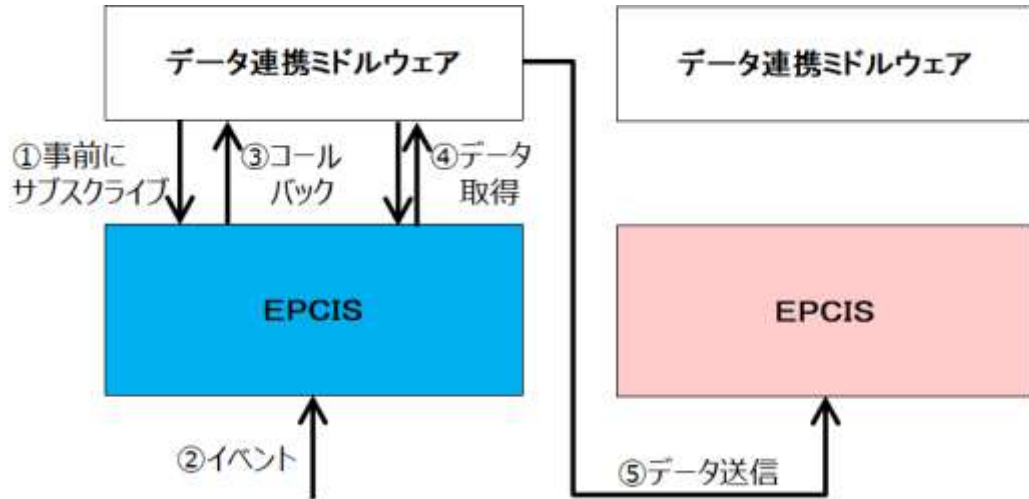 データ連携ミドルウェア
データ連携ミドルウェア
①事前に
サブスクライブ
③コール
バック
④データ
取得
EPCIS
EPCIS
②イベント
⑤データ送信